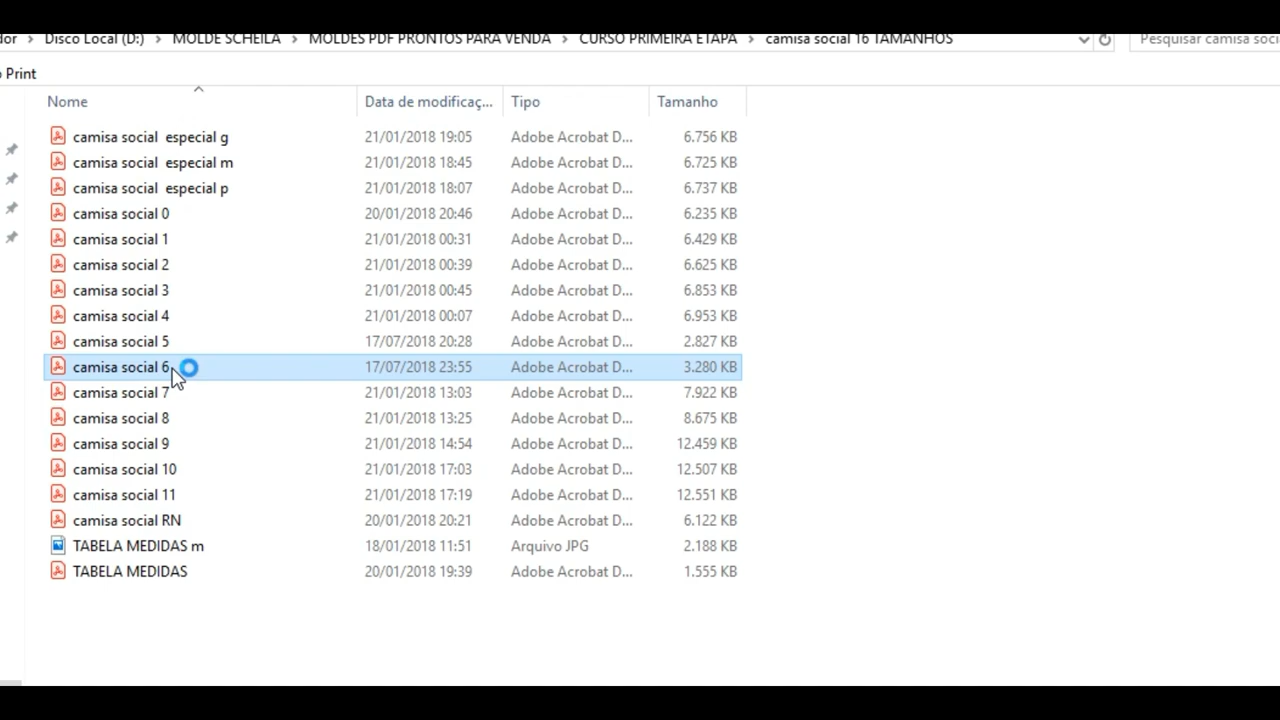 dor > Disco Local (D:) > MOLDE SCHEILA > MOLDES PDF PRONTOS PARA VENDA > CURSO PRIMEIRA ETAPA > camisa social 16 TAMANHOS Pesquisar camisa soci
Print
Nome Data de modificaç... Tipo Tamanho
camisa social  especial g 21/01/2018 19:05 Adobe Acrobat D... 6.756 KB
camisa social  especial m 21/01/2018 18:45 Adobe Acrobat D... 6.725 KB
camisa social  especial p 21/01/2018 18:07 Adobe Acrobat D... 6.737 KB
camisa social 0 20/01/2018 20:46 Adobe Acrobat D... 6.235 KB
camisa social 1 21/01/2018 00:31 Adobe Acrobat D... 6.429 KB
camisa social 2 21/01/2018 00:39 Adobe Acrobat D... 6.625 KB
camisa social 3 21/01/2018 00:45 Adobe Acrobat D... 6.853 KB
camisa social 4 21/01/2018 00:07 Adobe Acrobat D... 6.953 KB
camisa social 5 17/07/2018 20:28 Adobe Acrobat D... 2.827 KB
camisa social 6 17/07/2018 23:55 Adobe Acrobat D... 3.280 KB
camisa social 7 21/01/2018 13:03 Adobe Acrobat D... 7.922 KB
camisa social 8 21/01/2018 13:25 Adobe Acrobat D... 8.675 KB
camisa social 9 21/01/2018 14:54 Adobe Acrobat D... 12.459 KB
camisa social 10 21/01/2018 17:03 Adobe Acrobat D... 12.507 KB
camisa social 11 21/01/2018 17:19 Adobe Acrobat D... 12.551 KB
camisa social RN 20/01/2018 20:21 Adobe Acrobat D... 6.122 KB
TABELA MEDIDAS m 18/01/2018 11:51 Arquivo JPG 2.188 KB
TABELA MEDIDAS 20/01/2018 19:39 Adobe Acrobat D... 1.555 KB